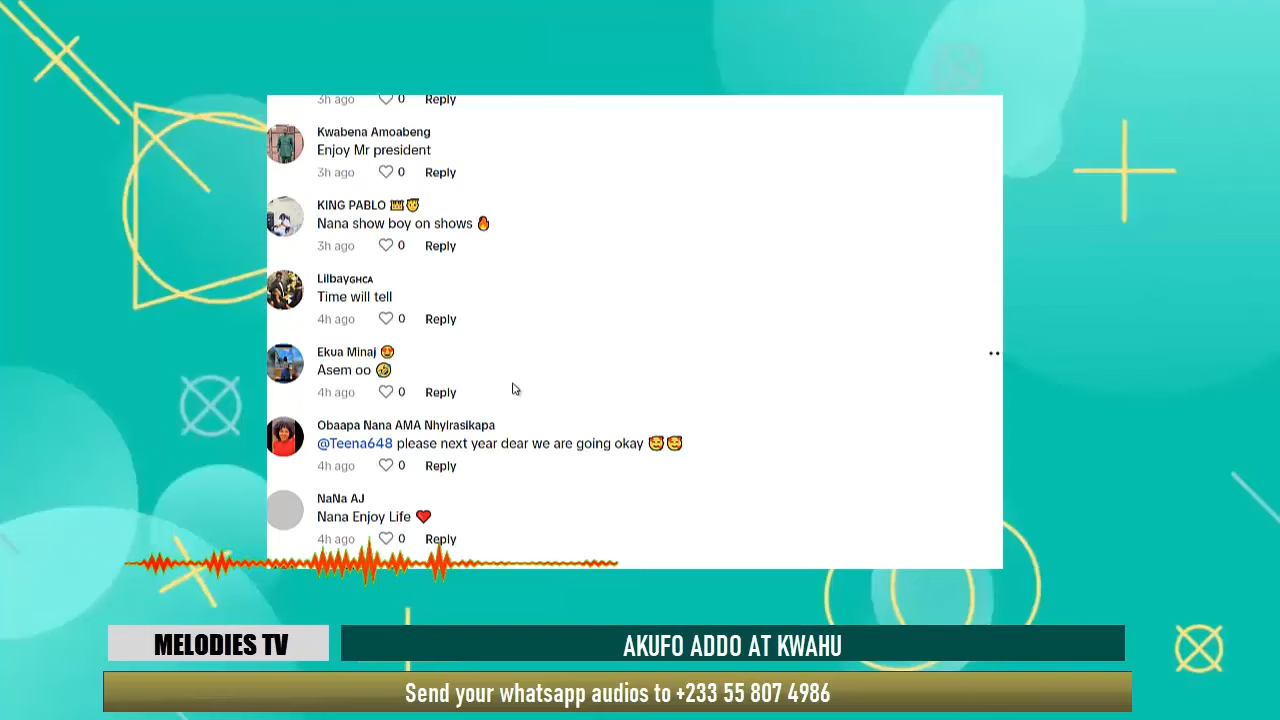 3h ago 0 Reply
Kwabena Amoabeng
Enjoy Mr president
3h ago 0 Reply
KING PABLO
Nana show boy on shows 🔥
3h ago 0 Reply
LilbayGHCA
Time will tell
4h ago 0 Reply
Ekua Minaj 😍
Asem oo 🤣
4h ago 0 Reply
Obaapa Nana AMA Nhyirasikapa
@Teena648 please next year dear we are going okay 🥰🥰
4h ago 0 Reply
NaNa AJ
Nana Enjoy Life ❤️
4h ago 0 Reply
MELODIES TV
AKUFO ADDO AT KWAHU
Send your whatsapp audios to +233 55 807 4986